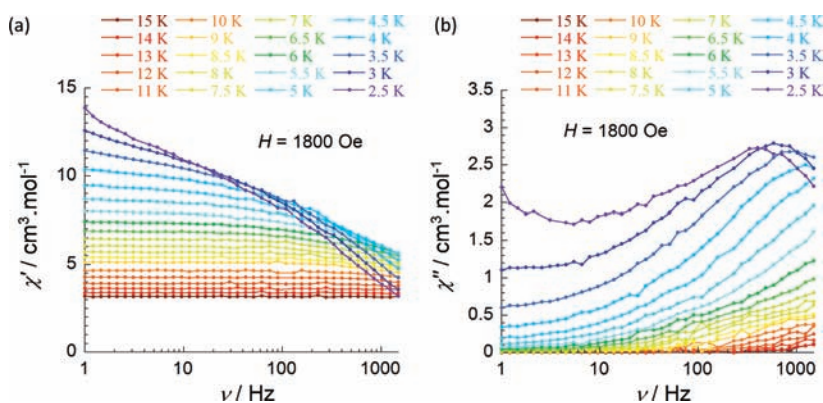 (a)
15 K 10 K 7 K 4.5 K
14 K 9 K 6.5 K 4 K
13 K 8.5 K 6 K 3.5 K
12 K 8 K 5.5 K 3 K
11 K 7.5 K 5 K 2.5 K
15
10
5
0
χ′ / cm³.mol⁻¹
H = 1800 Oe
1 10 100 1000
ν / Hz
(b)
15 K 10 K 7 K 4.5 K
14 K 9 K 6.5 K 4 K
13 K 8.5 K 6 K 3.5 K
12 K 8 K 5.5 K 3 K
11 K 7.5 K 5 K 2.5 K
3.5
3
2.5
2
1.5
1
0.5
0
χ″ / cm³.mol⁻¹
H = 1800 Oe
1 10 100 1000
ν / Hz